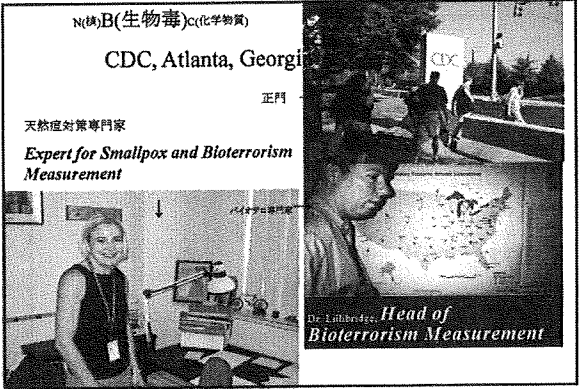 N(核)B(生物毒)C(化学物質)
CDC, Atlanta, Georgi
正門
天然痘対策専門家
Expert for Smallpox and Bioterrorism
Measurement
バイオテロ専門家
CDC
Dr. Lillibridge, Head of
Bioterrorism Measurement